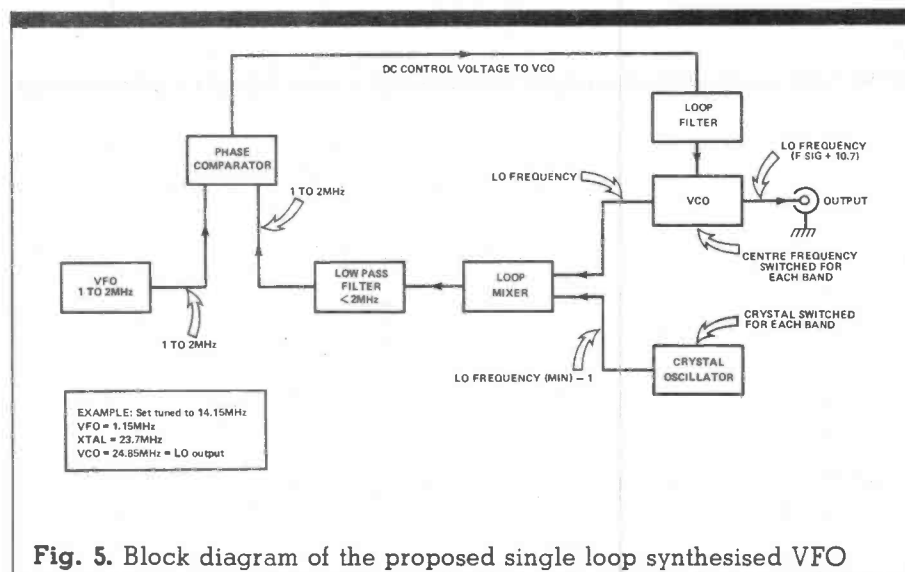 DC CONTROL VOLTAGE TO VCO
LOOP
FILTER
PHASE
COMPARATOR
LO FREQUENCY
(F SIG + 10.7)
LO FREQUENCY
1 TO 2MHz
VCO
OUTPUT
CENTRE FREQUENCY
SWITCHED FOR
EACH BAND
VFO
1 TO 2MHz
LOW PASS
FILTER
< 2MHz
LOOP
MIXER
1 TO 2MHz
CRYSTAL SWITCHED
FOR EACH BAND
LO FREQUENCY (MIN) – 1
CRYSTAL
OSCILLATOR
EXAMPLE: Set tuned to 14.15MHz
VFO = 1.15MHz
XTAL = 23.7MHz
VCO = 24.85MHz = LO output
Fig. 5. Block diagram of the proposed single loop synthesised VFO